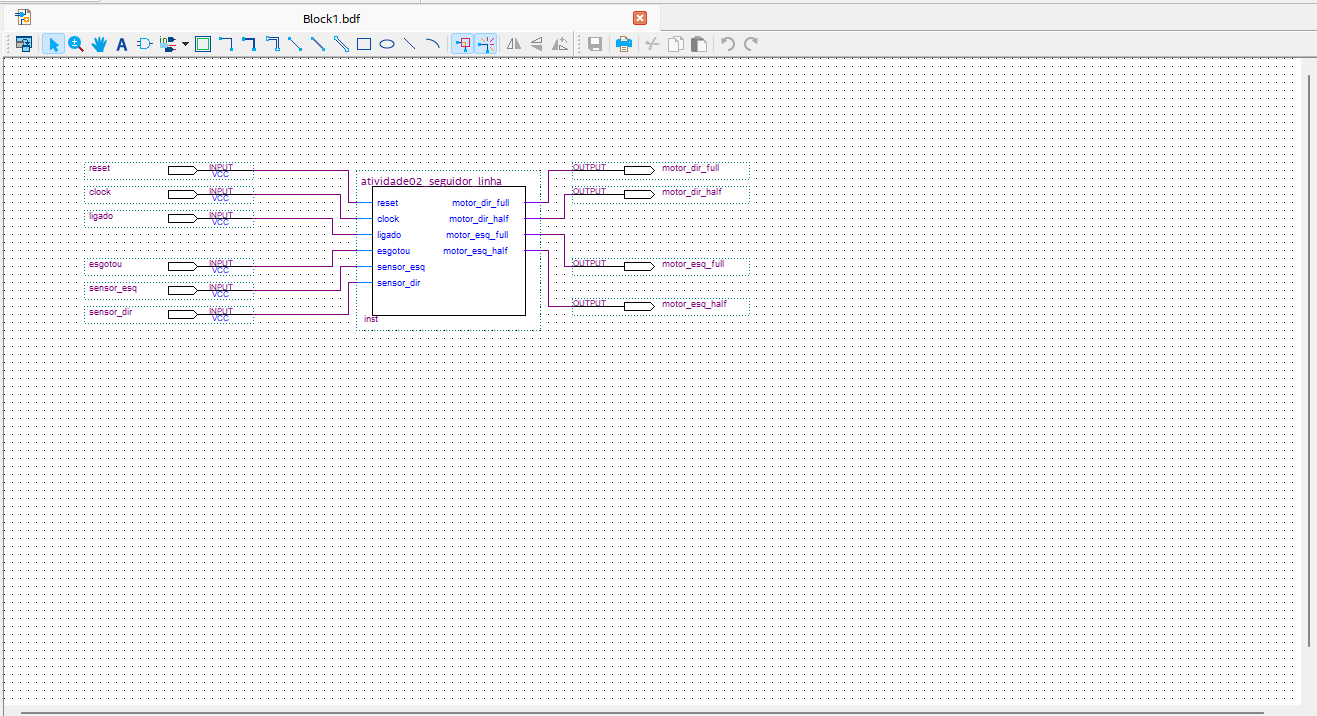 Block1.bdf
reset INPUT VCC
clock INPUT VCC
ligado INPUT VCC
esgotou INPUT VCC
sensor_esq INPUT VCC
sensor_dir INPUT VCC
atividade02_seguidor_linha
reset motor_dir_full
clock motor_dir_half
ligado motor_esq_full
esgotou motor_esq_half
sensor_esq
sensor_dir
inst
OUTPUT motor_dir_full
OUTPUT motor_dir_half
OUTPUT motor_esq_full
OUTPUT motor_esq_half